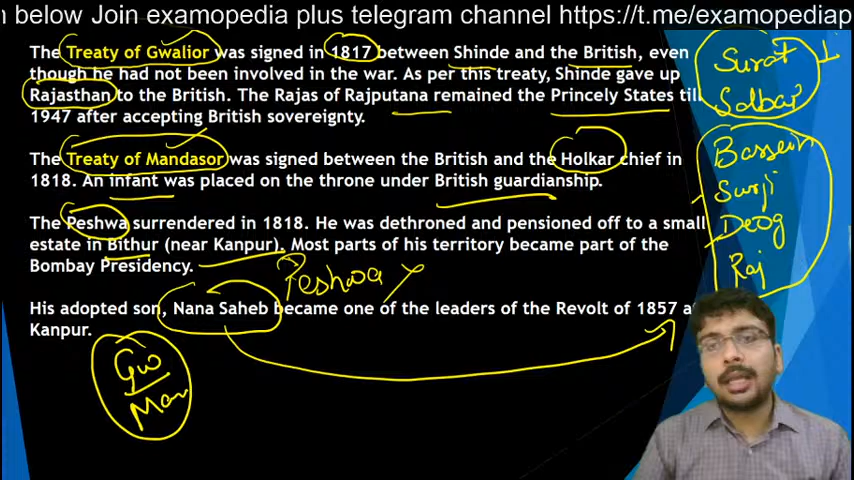 n below Join examopedia plus telegram channel https://t.me/examopediap
The Treaty of Gwalior was signed in 1817 between Shinde and the British, even
though he had not been involved in the war. As per this treaty, Shinde gave up
Rajasthan to the British. The Rajas of Rajputana remained the Princely States til
1947 after accepting British sovereignty.
The Treaty of Mandasor was signed between the British and the Holkar chief in
1818. An infant was placed on the throne under British guardianship.
The Peshwa surrendered in 1818. He was dethroned and pensioned off to a small
estate in Bithur (near Kanpur). Most parts of his territory became part of the
Bombay Presidency.
Peshwa
His adopted son, Nana Saheb became one of the leaders of the Revolt of 1857 a
Kanpur.
Gw
Man
Surat
Salbai
Bassein
Surji
Deog
Raj